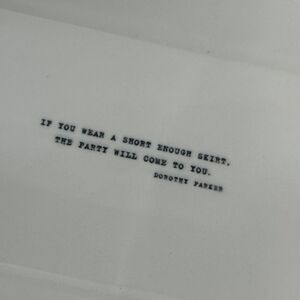 IF YOU WEAR A SHORT ENOUGH SKIRT,
THE PARTY WILL COME TO YOU.
DOROTHY PARKER